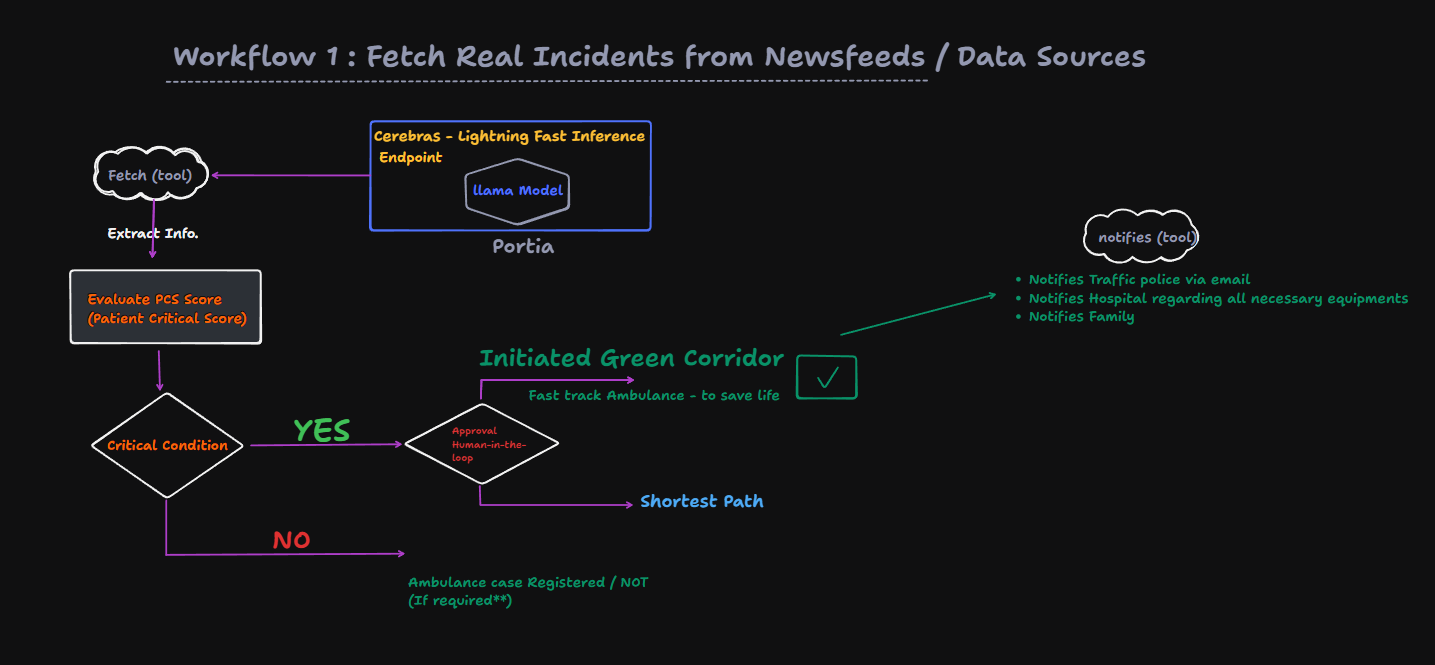 Workflow 1 : Fetch Real Incidents from Newsfeeds / Data Sources
Cerebras - Lightning Fast Inference
Endpoint
llama Model
Portia
Fetch (tool)
Extract Info.
Evaluate PCS Score
(Patient Critical Score)
Critical Condition
YES
NO
Approval
Human-in-the-
loop
Initiated Green Corridor
Fast track Ambulance - to save life
Shortest Path
Ambulance case Registered / NOT
(If required**)
notifies (tool)
• Notifies Traffic police via email
• Notifies Hospital regarding all necessary equipments
• Notifies Family